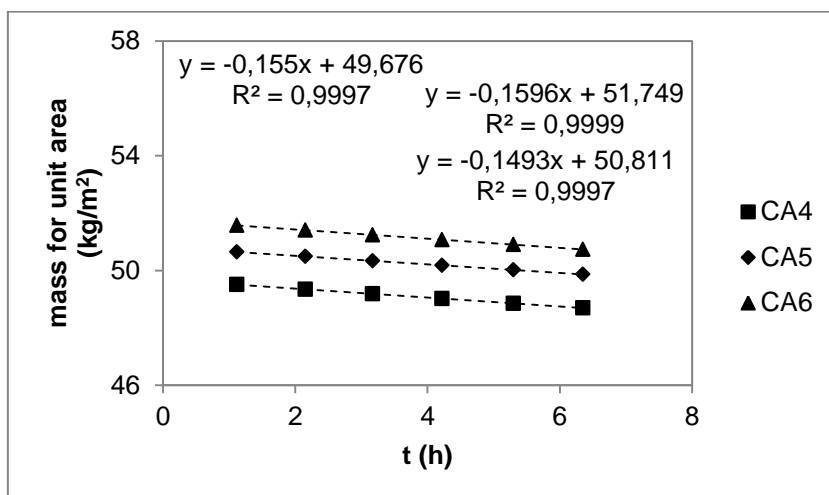 58
54
50
46
mass for unit area
(kg/m²)
y = -0,155x + 49,676
R² = 0,9997
y = -0,1596x + 51,749
R² = 0,9999
y = -0,1493x + 50,811
R² = 0,9997
CA4
CA5
CA6
0 2 4 6 8
t (h)